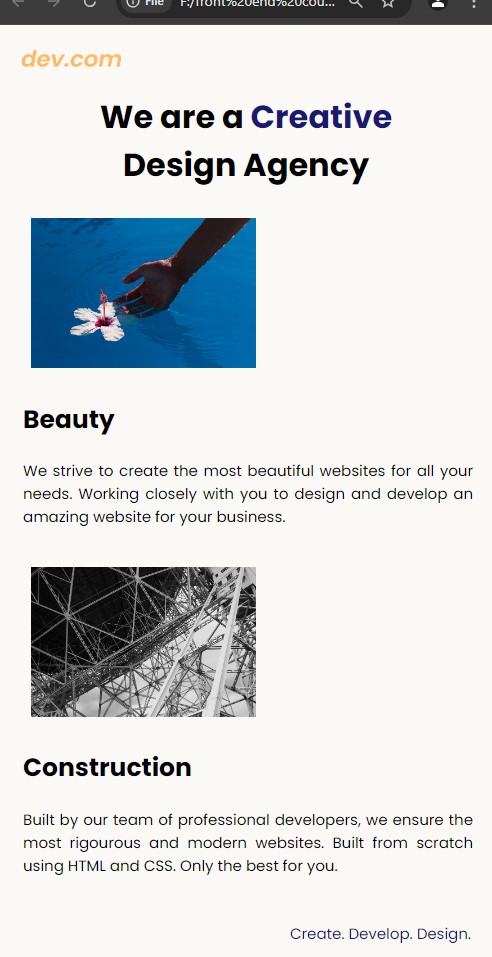 File
F:/front%20end%20cou...
dev.com
We are a Creative
Design Agency
Beauty
We strive to create the most beautiful websites for all your
needs. Working closely with you to design and develop an
amazing website for your business.
Construction
Built by our team of professional developers, we ensure the
most rigourous and modern websites. Built from scratch
using HTML and CSS. Only the best for you.
Create. Develop. Design.